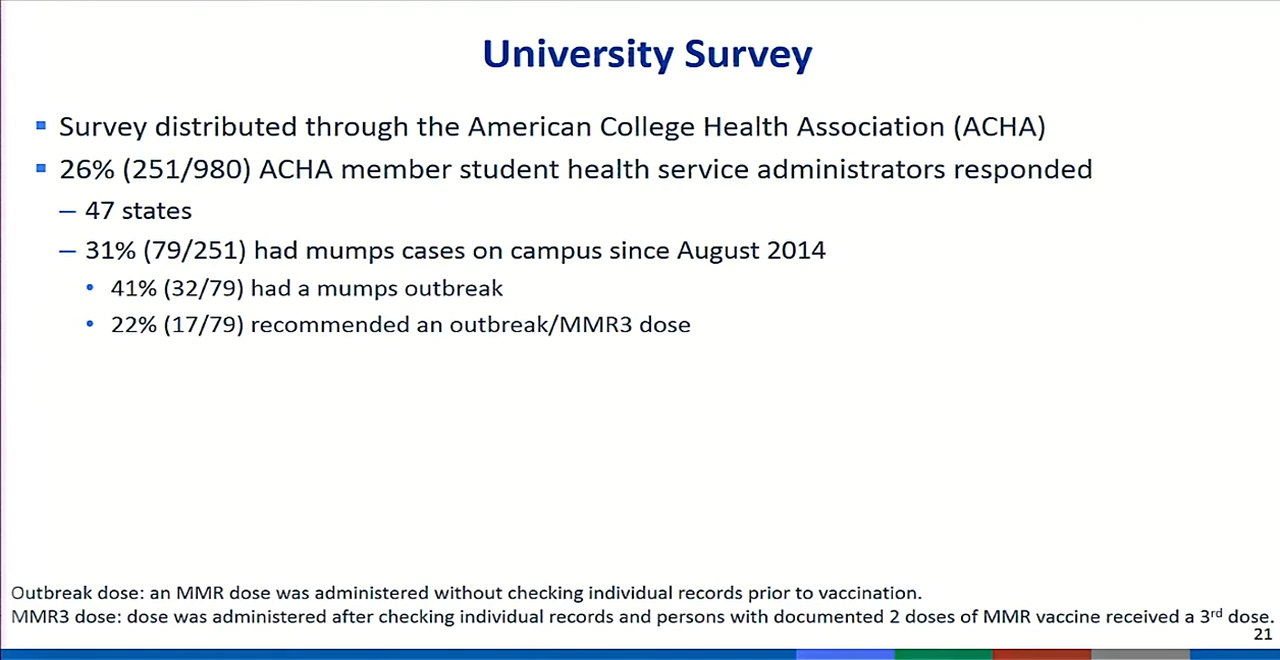 University Survey
Survey distributed through the American College Health Association (ACHA)
26% (251/980) ACHA member student health service administrators responded
– 47 states
– 31% (79/251) had mumps cases on campus since August 2014
• 41% (32/79) had a mumps outbreak
• 22% (17/79) recommended an outbreak/MMR3 dose
Outbreak dose: an MMR dose was administered without checking individual records prior to vaccination.
MMR3 dose: dose was administered after checking individual records and persons with documented 2 doses of MMR vaccine received a 3rd dose.
21